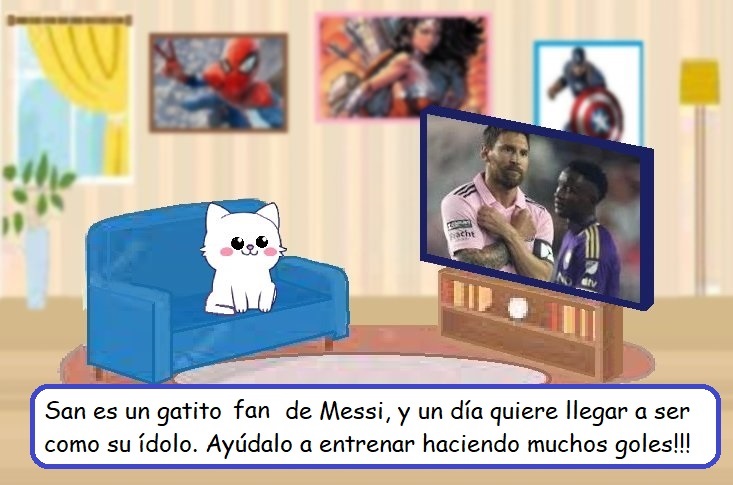 San es un gatito fan de Messi, y un día quiere llegar a ser
como su ídolo. Ayúdalo a entrenar haciendo muchos goles!!!